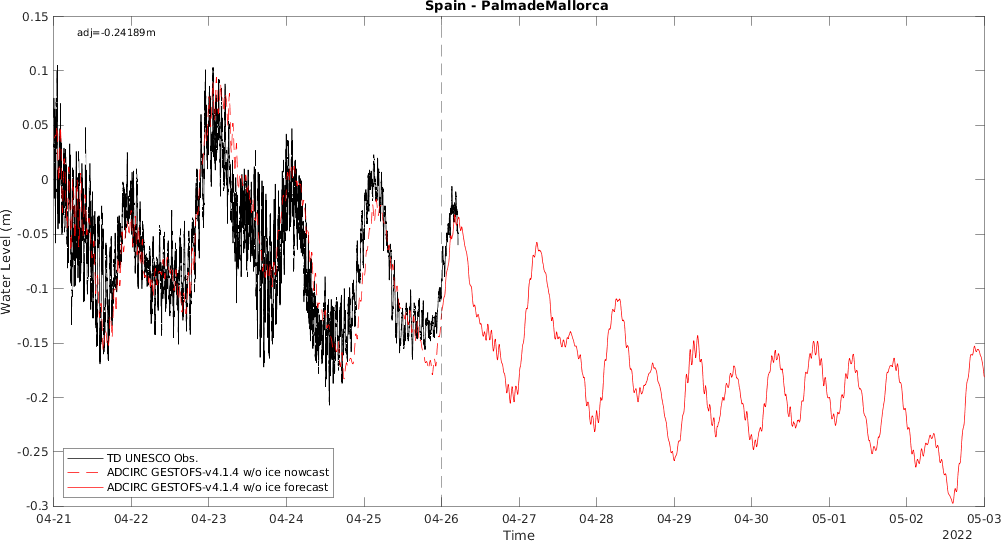 Spain - PalmadeMallorca
adj=-0.24189m
0.15
0.1
0.05
0
-0.05
-0.1
-0.15
-0.2
-0.25
-0.3
Water Level (m)
TD UNESCO Obs.
ADCIRC GESTOFS-v4.1.4 w/o ice nowcast
ADCIRC GESTOFS-v4.1.4 w/o ice forecast
04-21 04-22 04-23 04-24 04-25 04-26 04-27 04-28 04-29 04-30 05-01 05-02 05-03
Time
2022